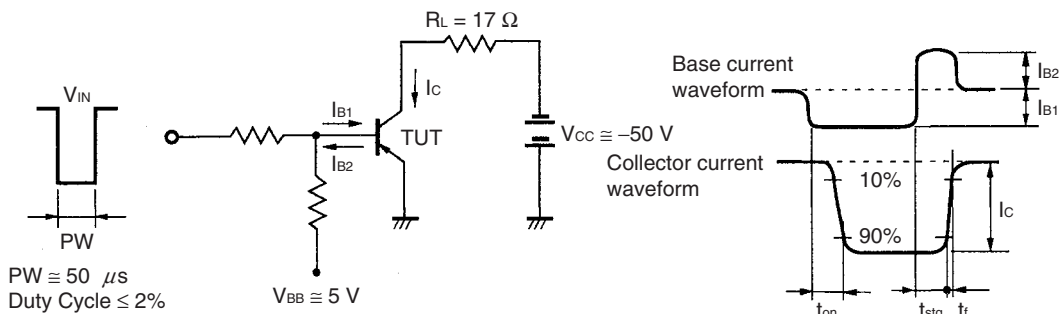 RL = 17 Ω
VIN
IC
IB1
TUT
IB2
VCC ≅ −50 V
PW
PW ≅ 50 μs
Duty Cycle ≤ 2%
VBB ≅ 5 V
Base current
waveform
IB2
IB1
Collector current
waveform
10%
90%
IC
ton
tstg
tf